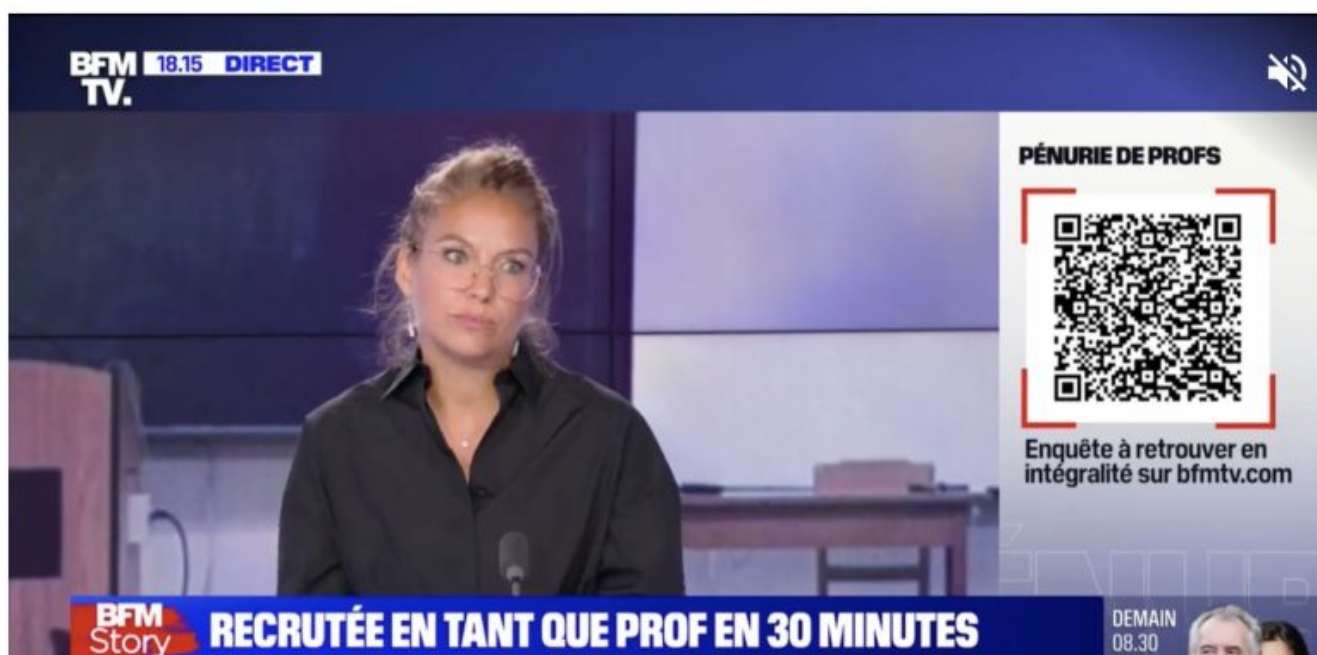 BFM
TV.
18.15 DIRECT
PÉNURIE DE PROFS
Enquête à retrouver en
intégralité sur bfmtv.com
BFM
Story
RECRUTÉE EN TANT QUE PROF EN 30 MINUTES
DEMAIN
08.30